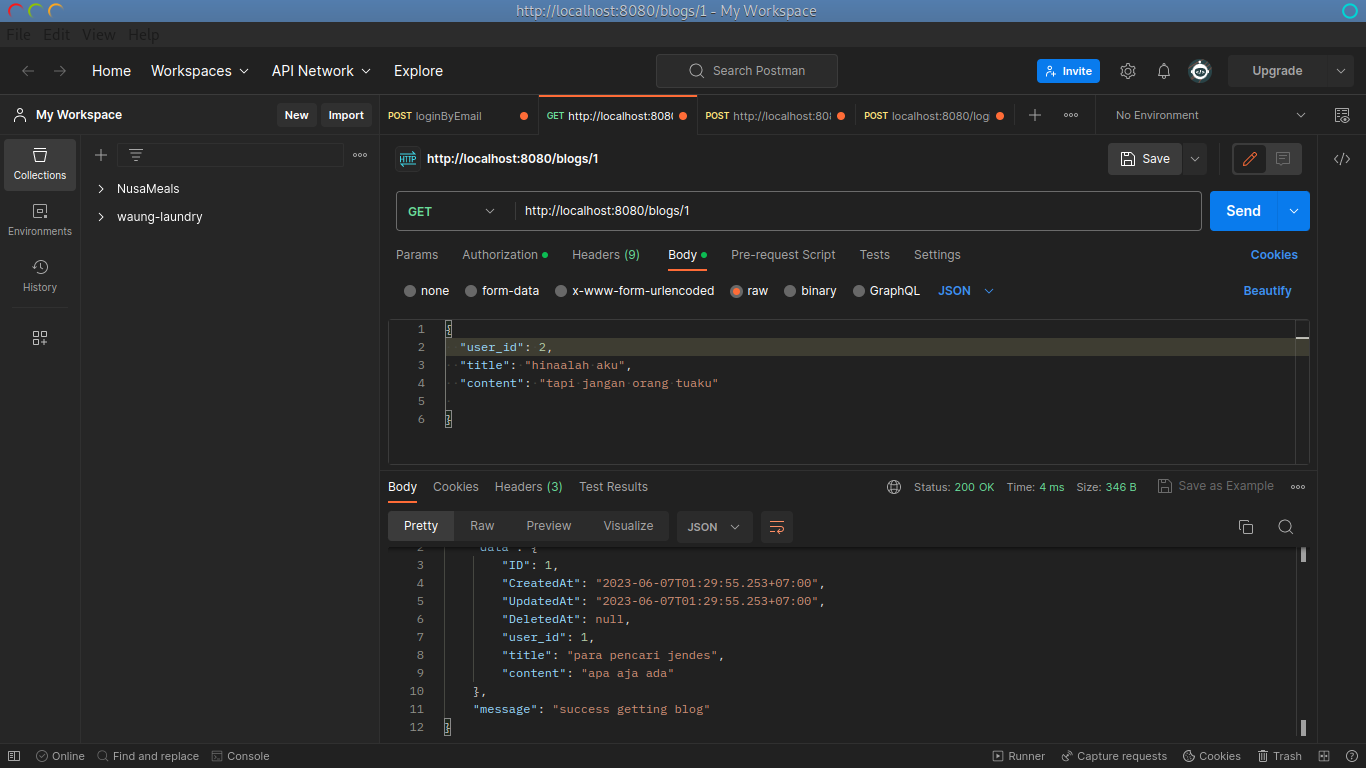 http://localhost:8080/blogs/1 - My Workspace
File Edit View Help
Home Workspaces API Network Explore Search Postman Invite Upgrade
My Workspace New Import POST loginByEmail GET http://localhost:808 POST http://localhost:80 POST localhost:8080/log No Environment
Collections
Environments
History
NusaMeals
waung-laundry
HTTP http://localhost:8080/blogs/1 Save
GET http://localhost:8080/blogs/1 Send
Params Authorization Headers (9) Body Pre-request Script Tests Settings Cookies
none form-data x-www-form-urlencoded raw binary GraphQL JSON Beautify
1 {
2 "user_id": 2,
3 "title": "hinaalah aku",
4 "content": "tapi jangan orang tuaku"
5
6 }
Body Cookies Headers (3) Test Results Status: 200 OK Time: 4 ms Size: 346 B Save as Example
Pretty Raw Preview Visualize JSON
2 "data": {
3 "ID": 1,
4 "CreatedAt": "2023-06-07T01:29:55.253+07:00",
5 "UpdatedAt": "2023-06-07T01:29:55.253+07:00",
6 "DeletedAt": null,
7 "user_id": 1,
8 "title": "para pencari jendes",
9 "content": "apa aja ada"
10 },
11 "message": "success getting blog"
12 }
Online Find and replace Console Runner Capture requests Cookies Trash